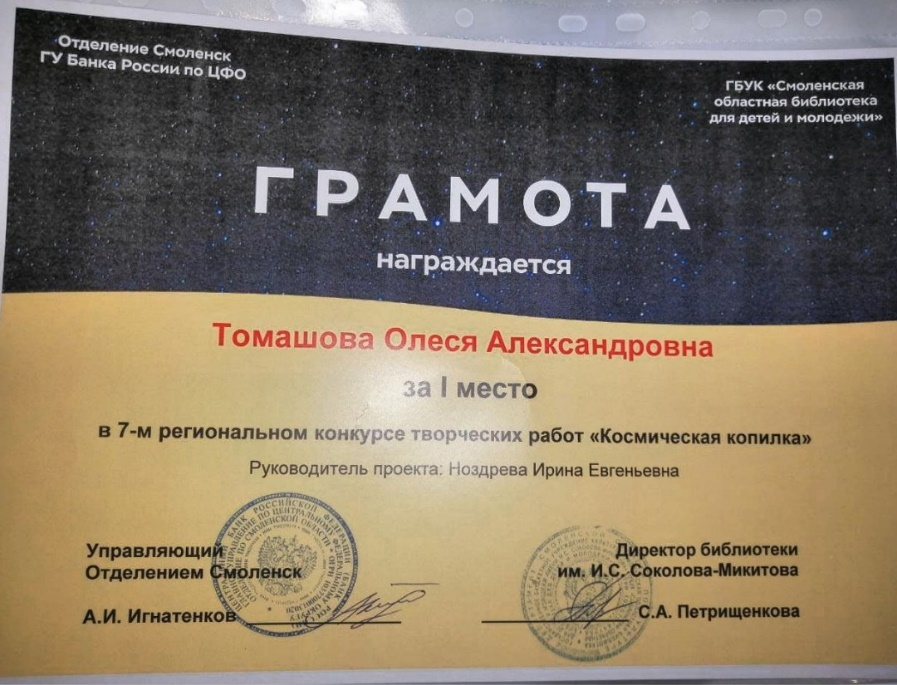 Отделение Смоленск
ГУ Банка России по ЦФО
ГБУК «Смоленская
областная библиотека
для детей и молодежи»
ГРАМОТА
награждается
Томашова Олеся Александровна
за I место
в 7-м региональном конкурсе творческих работ «Космическая копилка»
Руководитель проекта: Ноздрева Ирина Евгеньевна
Управляющий
Отделением Смоленск
А.И. Игнатенков
Директор библиотеки
им. И.С. Соколова-Микитова
С.А. Петрищенкова